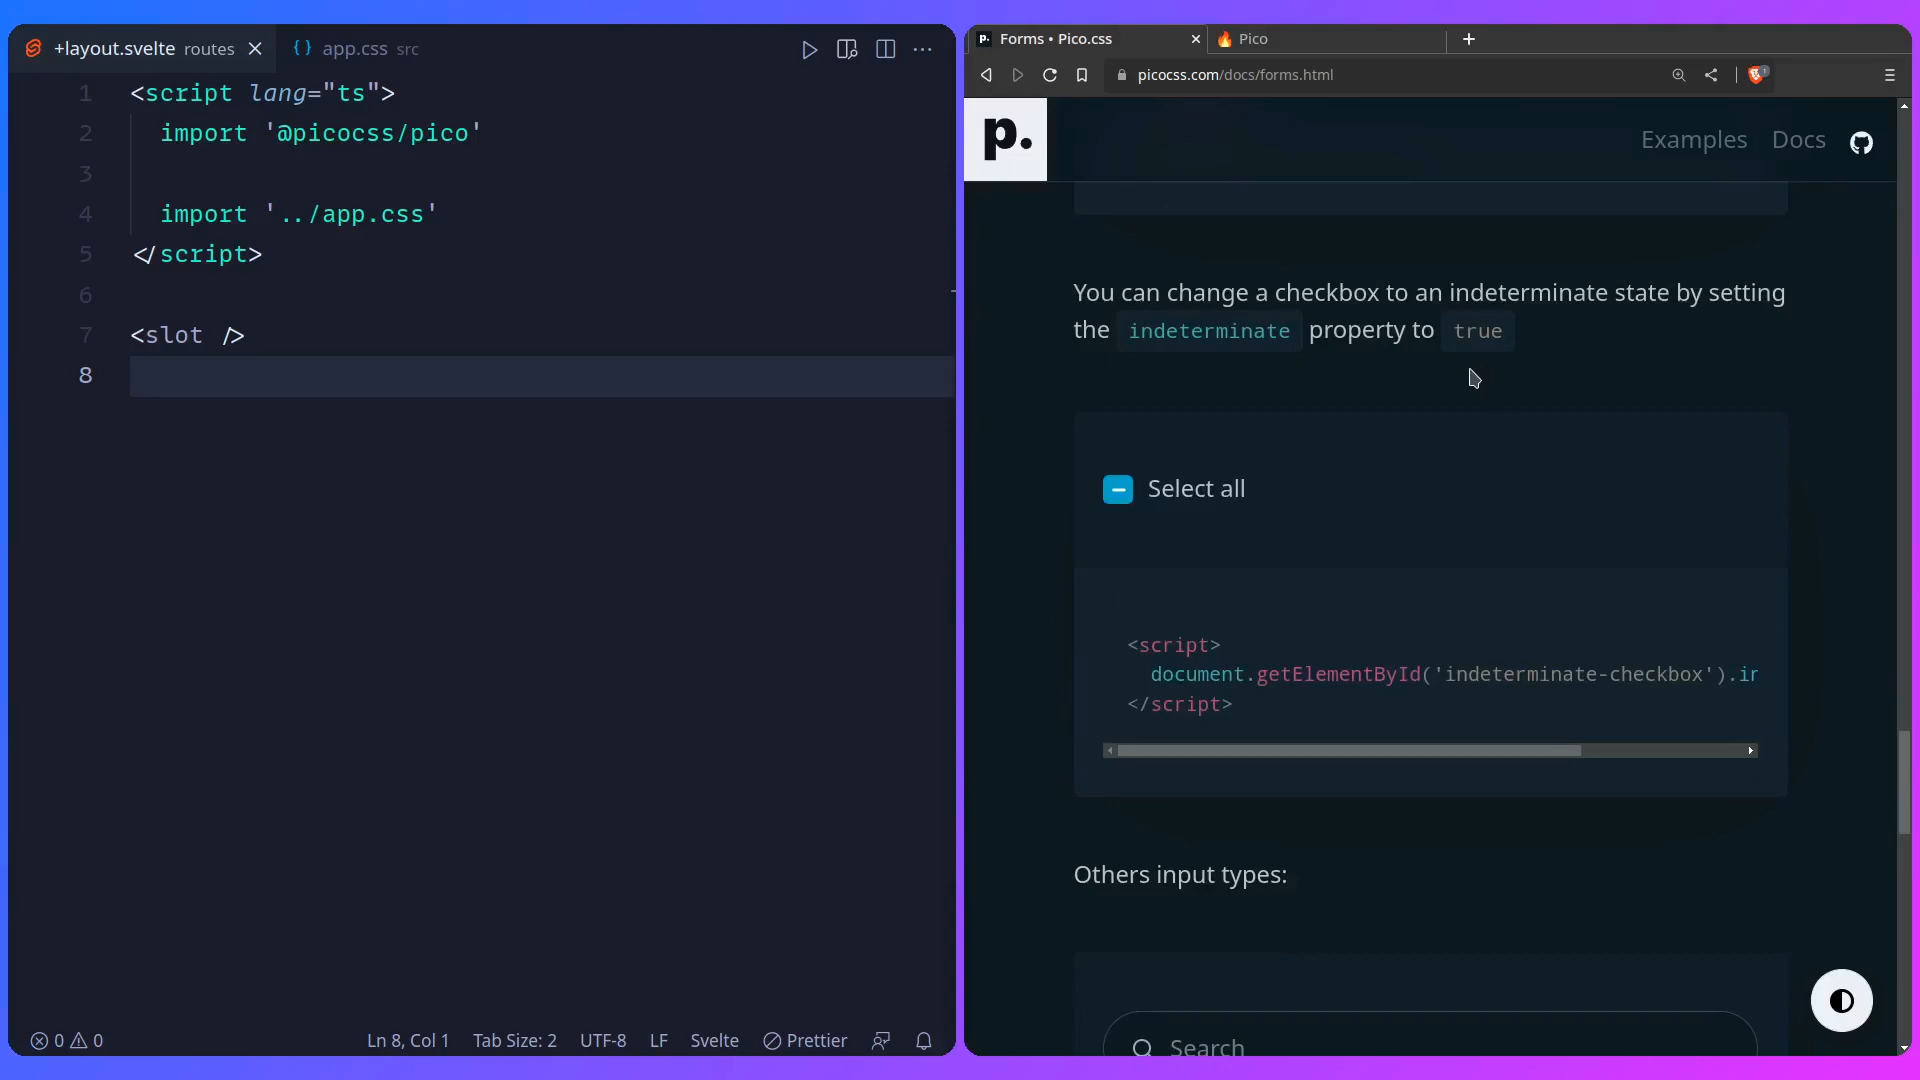 +layout.svelte routes
app.css src
1 <script lang="ts">
2 import '@picocss/pico'
3
4 import '../app.css'
5 </script>
6
7 <slot />
8
0 0
Ln 8, Col 1
Tab Size: 2
UTF-8
LF
Svelte
Prettier
p. Forms • Pico.css
Pico
picocss.com/docs/forms.html
1
p.
Examples Docs
You can change a checkbox to an indeterminate state by setting
the indeterminate property to true
Select all
<script>
document.getElementById('indeterminate-checkbox').in
</script>
Others input types:
Search